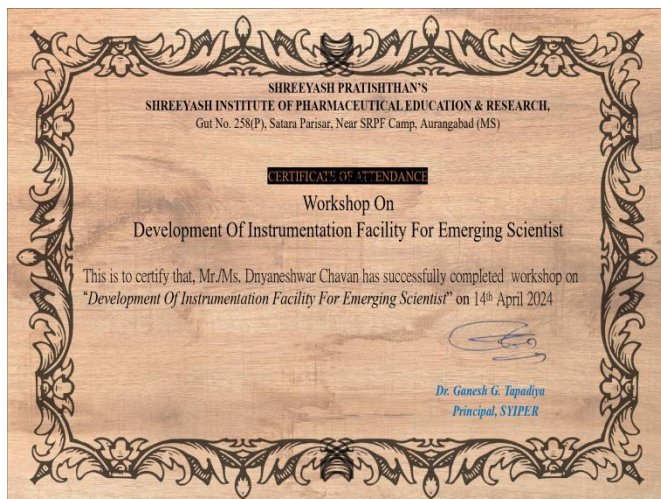 SHREEYASH PRATISHTHAN'S
SHREEYASH INSTITUTE OF PHARMACEUTICAL EDUCATION & RESEARCH,
Gut No. 258(P), Satara Parisar, Near SRPF Camp, Aurangabad (MS)
CERTIFICATE OF ATTENDANCE
Workshop On
Development Of Instrumentation Facility For Emerging Scientist
This is to certify that, Mr./Ms. Dnyaneshwar Chavan has successfully completed workshop on
"Development Of Instrumentation Facility For Emerging Scientist" on 14th April 2024
Dr. Ganesh G. Tapadiya
Principal, SYIPER